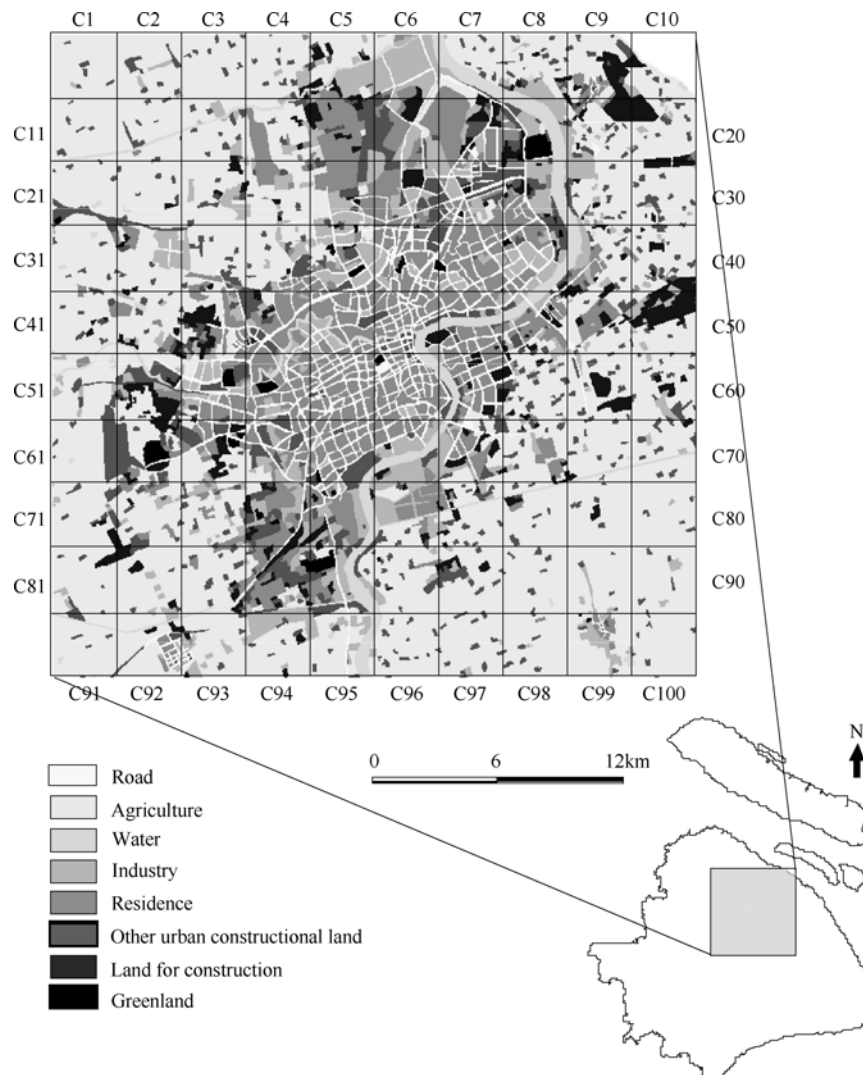 C1 C2 C3 C4 C5 C6 C7 C8 C9 C10
C11 C20
C21 C30
C31 C40
C41 C50
C51 C60
C61 C70
C71 C80
C81 C90
C91 C92 C93 C94 C95 C96 C97 C98 C99 C100
N
0 6 12km
Road
Agriculture
Water
Industry
Residence
Other urban constructional land
Land for construction
Greenland